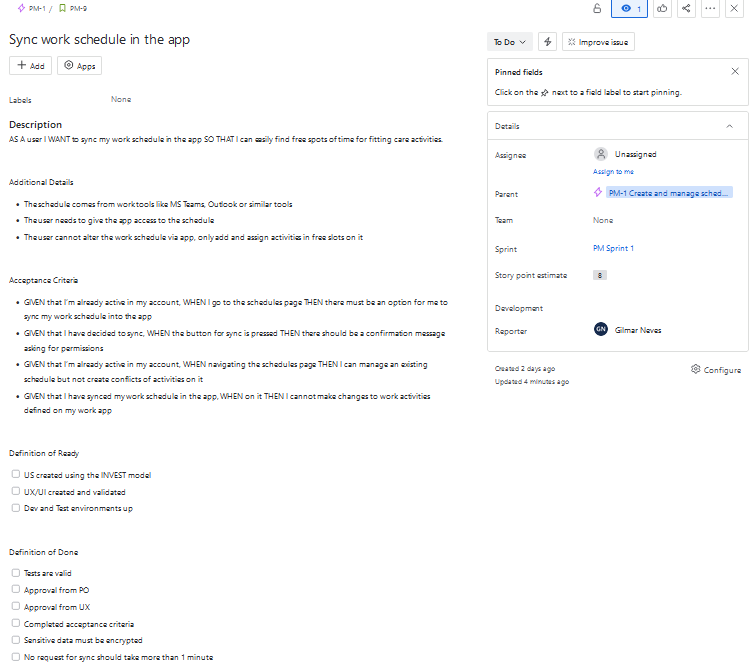 PM-1 / PM-9
1
Sync work schedule in the app
Add
Apps
Labels
None
Description
AS A user I WANT to sync my work schedule in the app SO THAT I can easily find free spots of time for fitting care activities.
Additional Details
• The schedule comes from work tools like MS Teams, Outlook or similar tools
• The user needs to give the app access to the schedule
• The user cannot alter the work schedule via app, only add and assign activities in free slots on it
Acceptance Criteria
• GIVEN that I'm already active in my account, WHEN I go to the schedules page THEN there must be an option for me to
sync my work schedule into the app
• GIVEN that I have decided to sync, WHEN the button for sync is pressed THEN there should be a confirmation message
asking for permissions
• GIVEN that I'm already active in my account, WHEN navigating the schedules page THEN I can manage an existing
schedule but not create conflicts of activities on it
• GIVEN that I have synced my work schedule in the app, WHEN on it THEN I cannot make changes to work activities
defined on my work app
Definition of Ready
US created using the INVEST model
UX/UI created and validated
Dev and Test environments up
Definition of Done
Tests are valid
Approval from PO
Approval from UX
Completed acceptance criteria
Sensitive data must be encrypted
No request for sync should take more than 1 minute
To Do
Improve issue
Pinned fields
Click on the next to a field label to start pinning.
Details
Assignee
Unassigned
Assign to me
Parent
PM-1 Create and manage sched...
Team
None
Sprint
PM Sprint 1
Story point estimate
8
Development
Reporter
GN
Gilmar Neves
Created 2 days ago
Updated 4 minutes ago
Configure